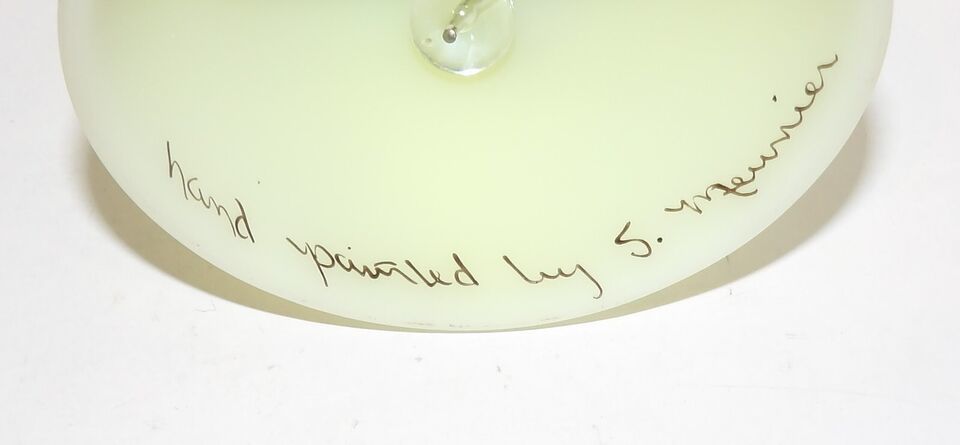 hand painted by S. Meunier